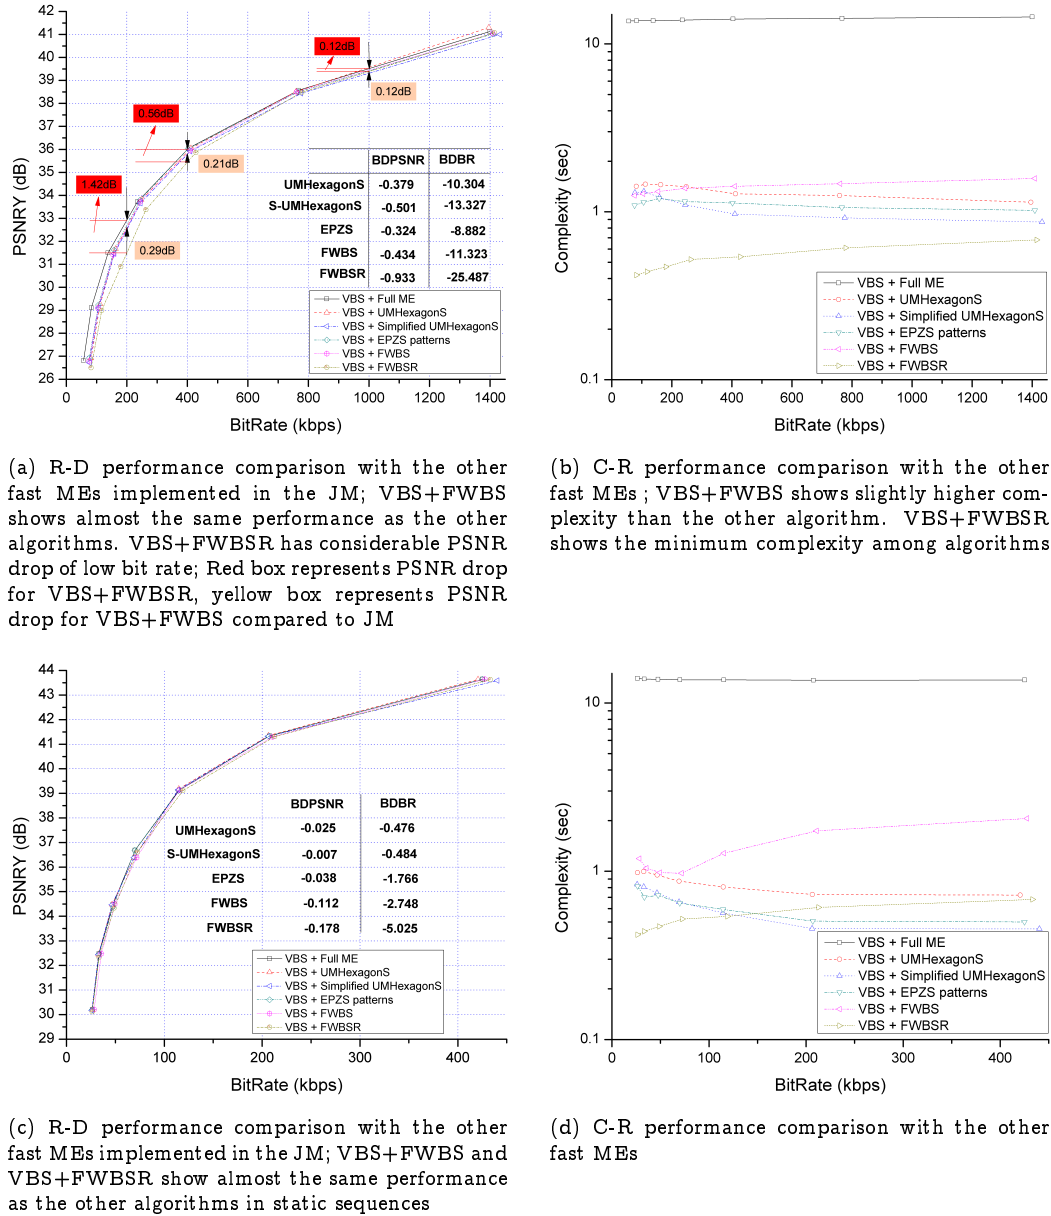 42
41
40
39
38
37
36
35
34
33
32
31
30
29
28
27
26
PSNRY (dB)
0.12dB
0.12dB
0.56dB
0.21dB
1.42dB
0.29dB
BDPSNR BDBR
UMHexagonS -0.379 -10.304
S-UMHexagonS -0.501 -13.327
EPZS -0.324 -8.882
FWBS -0.434 -11.323
FWBSR -0.933 -25.487
VBS + Full ME
VBS + UMHexagonS
VBS + Simplified UMHexagonS
VBS + EPZS patterns
VBS + FWBS
VBS + FWBSR
0 200 400 600 800 1000 1200 1400
BitRate (kbps)
10
1
0.1
Complexity (sec)
VBS + Full ME
VBS + UMHexagonS
VBS + Simplified UMHexagonS
VBS + EPZS patterns
VBS + FWBS
VBS + FWBSR
0 200 400 600 800 1000 1200 1400
BitRate (kbps)
(a) R-D performance comparison with the other
fast MEs implemented in the JM; VBS+FWBS
shows almost the same performance as the other
algorithms. VBS+FWBSR has considerable PSNR
drop of low bit rate; Red box represents PSNR drop
for VBS+FWBSR, yellow box represents PSNR
drop for VBS+FWBS compared to JM
(b) C-R performance comparison with the other
fast MEs ; VBS+FWBS shows slightly higher com-
plexity than the other algorithm. VBS+FWBSR
shows the minimum complexity among algorithms
44
43
42
41
40
39
38
37
36
35
34
33
32
31
30
29
PSNRY (dB)
BDPSNR BDBR
UMHexagonS -0.025 -0.476
S-UMHexagonS -0.007 -0.484
EPZS -0.038 -1.766
FWBS -0.112 -2.748
FWBSR -0.178 -5.025
VBS + Full ME
VBS + UMHexagonS
VBS + Simplified UMHexagonS
VBS + EPZS patterns
VBS + FWBS
VBS + FWBSR
0 100 200 300 400
BitRate (kbps)
10
1
0.1
Complexity (sec)
VBS + Full ME
VBS + UMHexagonS
VBS + Simplified UMHexagonS
VBS + EPZS patterns
VBS + FWBS
VBS + FWBSR
0 100 200 300 400
BitRate (kbps)
(c) R-D performance comparison with the other
fast MEs implemented in the JM; VBS+FWBS and
VBS+FWBSR show almost the same performance
as the other algorithms in static sequences
(d) C-R performance comparison with the other
fast MEs